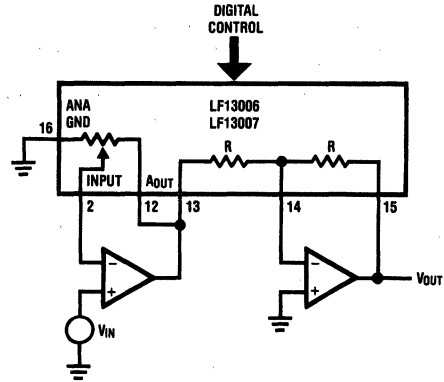 DIGITAL
CONTROL
ANA
GND
LF13006
LF13007
16
R
R
INPUT
AOUT
2
12
13
14
15
−
+
−
+
VOUT
VIN